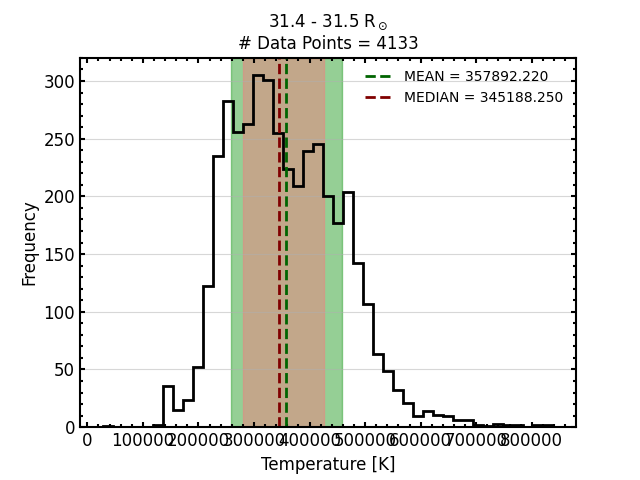 31.4 - 31.5 R⊙
# Data Points = 4133
MEAN = 357892.220
MEDIAN = 345188.250
Frequency
300
250
200
150
100
50
0
0 100000 200000 300000 400000 500000 600000 700000 800000
Temperature [K]